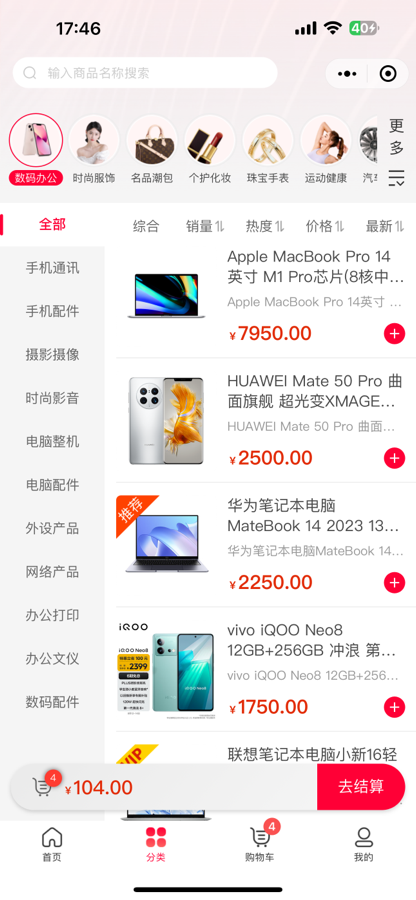 17:46
40
输入商品名称搜索
数码办公
时尚服饰
名品潮包
个护化妆
珠宝手表
运动健康
更多
全部
综合
销量
热度
价格
最新
手机通讯
手机配件
摄影摄像
时尚影音
电脑整机
电脑配件
外设产品
网络产品
办公打印
办公文仪
数码配件
Apple MacBook Pro 14
英寸 M1 Pro芯片(8核中...
Apple MacBook Pro 14英寸 ...
¥7950.00
HUAWEI Mate 50 Pro 曲
面旗舰 超光变XMAGE...
HUAWEI Mate 50 Pro 曲面...
¥2500.00
推荐
华为笔记本电脑
MateBook 14 2023 13...
华为笔记本电脑MateBook 14...
¥2250.00
iQOO
iQOO Neo8
2399
vivo iQOO Neo8
12GB+256GB 冲浪 第...
vivo iQOO Neo8 12GB+256...
¥1750.00
VIP
联想笔记本电脑小新16轻
4
¥104.00
去结算
首页
分类
4
购物车
我的